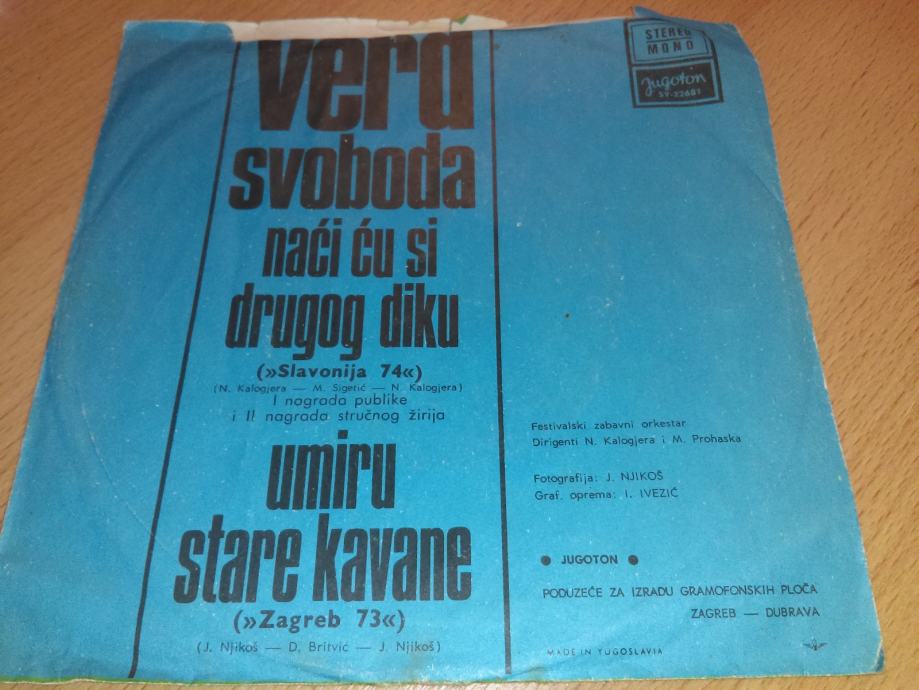 vera
svoboda
naći ću si
drugog diku
(»Slavonija 74«)
(N. Kalogjera — M. Sigetić — N. Kalogjera)
I nagrada publike
i II nagrada stručnog žirija
umiru
stare kavane
(»Zagreb 73«)
(J. Njikoš — D. Britvić — J. Njikoš)
STEREO
MONO
Jugoton
SY-22681
Festivalski zabavni orkestar
Dirigenti N. Kalogjera i M. Prohaska
Fotografija: J. NJIKOŠ
Graf. oprema: I. IVEZIĆ
● JUGOTON ●
PODUZEĆE ZA IZRADU GRAMOFONSKIH PLOČA
ZAGREB — DUBRAVA
MADE IN YUGOSLAVIA